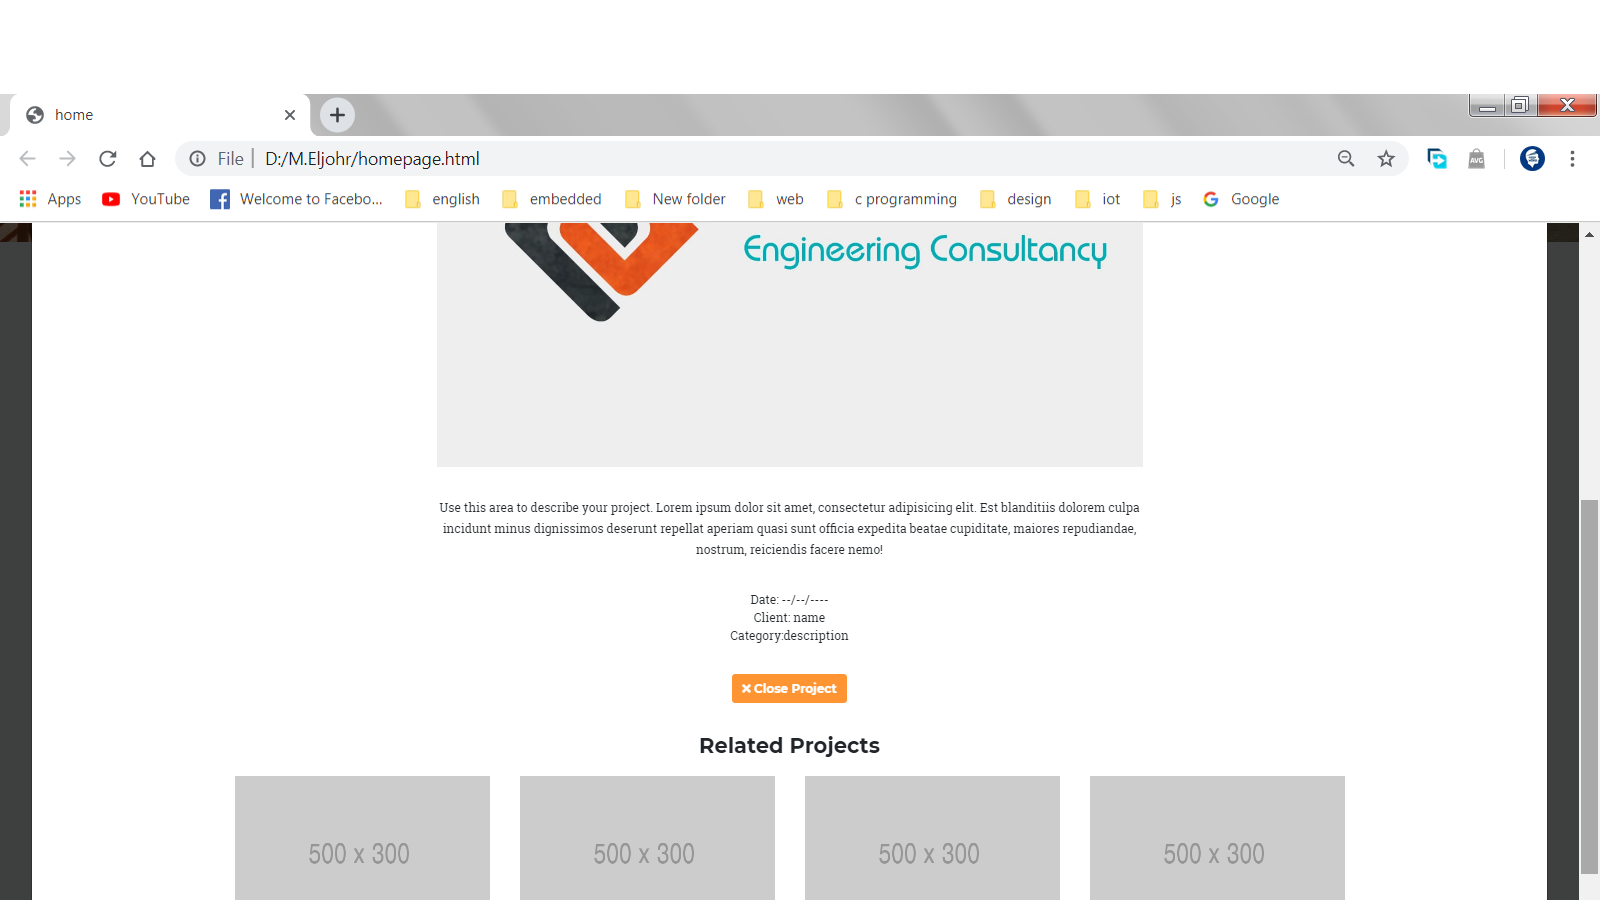 home
File
D:/M.Eljohr/homepage.html
AVG
Apps
YouTube
Welcome to Facebo...
english
embedded
New folder
web
c programming
design
iot
js
Google
Engineering Consultancy
Use this area to describe your project. Lorem ipsum dolor sit amet, consectetur adipisicing elit. Est blanditiis dolorem culpa
incidunt minus dignissimos deserunt repellat aperiam quasi sunt officia expedita beatae cupiditate, maiores repudiandae,
nostrum, reiciendis facere nemo!
Date: --/--/----
Client: name
Category:description
Close Project
Related Projects
500 x 300
500 x 300
500 x 300
500 x 300